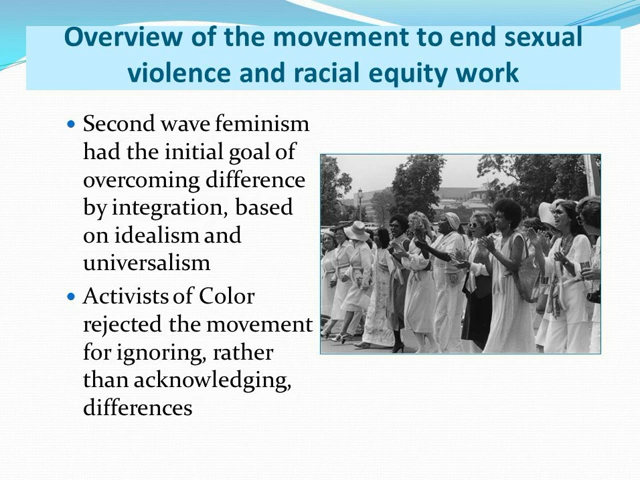 Overview of the movement to end sexual
violence and racial equity work
• Second wave feminism
had the initial goal of
overcoming difference
by integration, based
on idealism and
universalism
• Activists of Color
rejected the movement
for ignoring, rather
than acknowledging,
differences